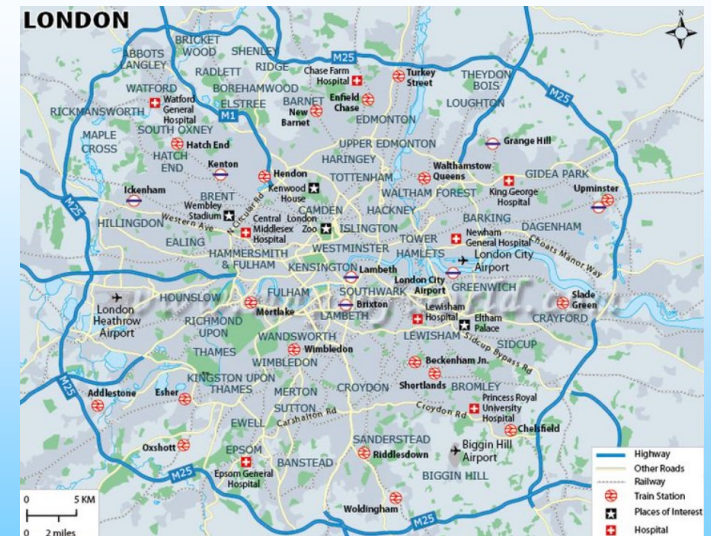 LONDON
N
M25
BRICKET
WOOD
SHENLEY
ABBOTS
LANGLEY
RIDGE
RADLETT
Chase Farm
Hospital
Turkey
Street
THEYDON
BOIS
M25
WATFORD
BOREHAMWOOD
Watford
General
Hospital
ELSTREE
BARNET
Enfield
Chase
LOUGHTON
RICKMANSWORTH
M1
New
Barnet
EDMONTON
SOUTH OXNEY
MAPLE
CROSS
Hatch End
UPPER EDMONTON
Grange Hill
HATCH
END
Kenton
HARINGEY
Walthamstow
Queens
Hendon
TOTTENHAM
GIDEA PARK
Kenwood
House
WALTHAM FOREST
King George
Hospital
Upminster
Ickenham
BRENT
M25
Wembley
Stadium
N Circular Rd
CAMDEN
HACKNEY
BARKING
HILLINGDON
Western Ave
Central
Middlesex
Hospital
London
Zoo
ISLINGTON
DAGENHAM
EALING
TOWER
HAMLETS
Newham
General Hospital
Choats Manor Way
WESTMINSTER
HAMMERSMITH
& FULHAM
KENSINGTON
Lambeth
London City
Airport
London City
Airport
GREENWICH
HOUNSLOW
FULHAM
SOUTHWARK
London
Heathrow
Airport
Mortlake
Brixton
LAMBETH
Lewisham
Hospital
Eltham
Palace
Slade
Green
CRAYFORD
RICHMOND
UPON
THAMES
WANDSWORTH
LEWISHAM
Sidcup Bypass Rd
SIDCUP
Wimbledon
WIMBLEDON
Beckenham Jn.
M25
KINGSTON UPON
THAMES
CROYDON
Shortlands
BROMLEY
Addlestone
Esher
MERTON
Princess Royal
University
Hospital
SUTTON
Carshalton Rd
Croydon Rd
EWELL
Chelsfield
Oxshott
EPSOM
SANDERSTEAD
BANSTEAD
Riddlesdown
Biggin Hill
Airport
M25
Epsom General
Hospital
BIGGIN HILL
Woldingham
M25
0 5 KM
0 2 miles
Highway
Other Roads
Railway
Train Station
Places of Interest
Hospital